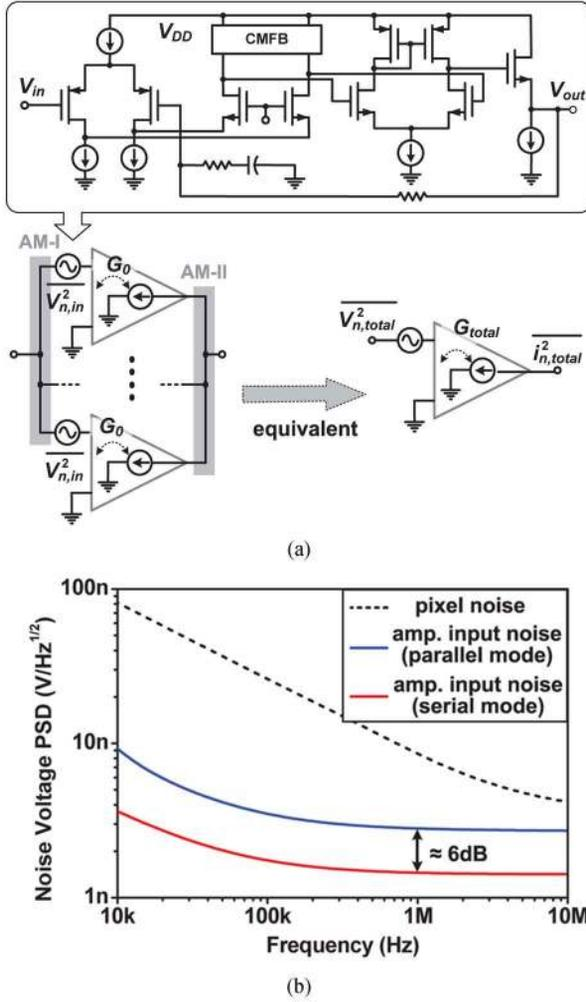 V_DD
CMFB
V_in
V_out
AM-I
G_0
AM-II
V²_n,in
V²_n,total
G_total
i²_n,total
equivalent
G_0
V²_n,in
(a)
100n
pixel noise
amp. input noise
(parallel mode)
amp. input noise
(serial mode)
10n
≈ 6dB
1n
10k
100k
1M
10M
Noise Voltage PSD (V/Hz^1/2)
Frequency (Hz)
(b)